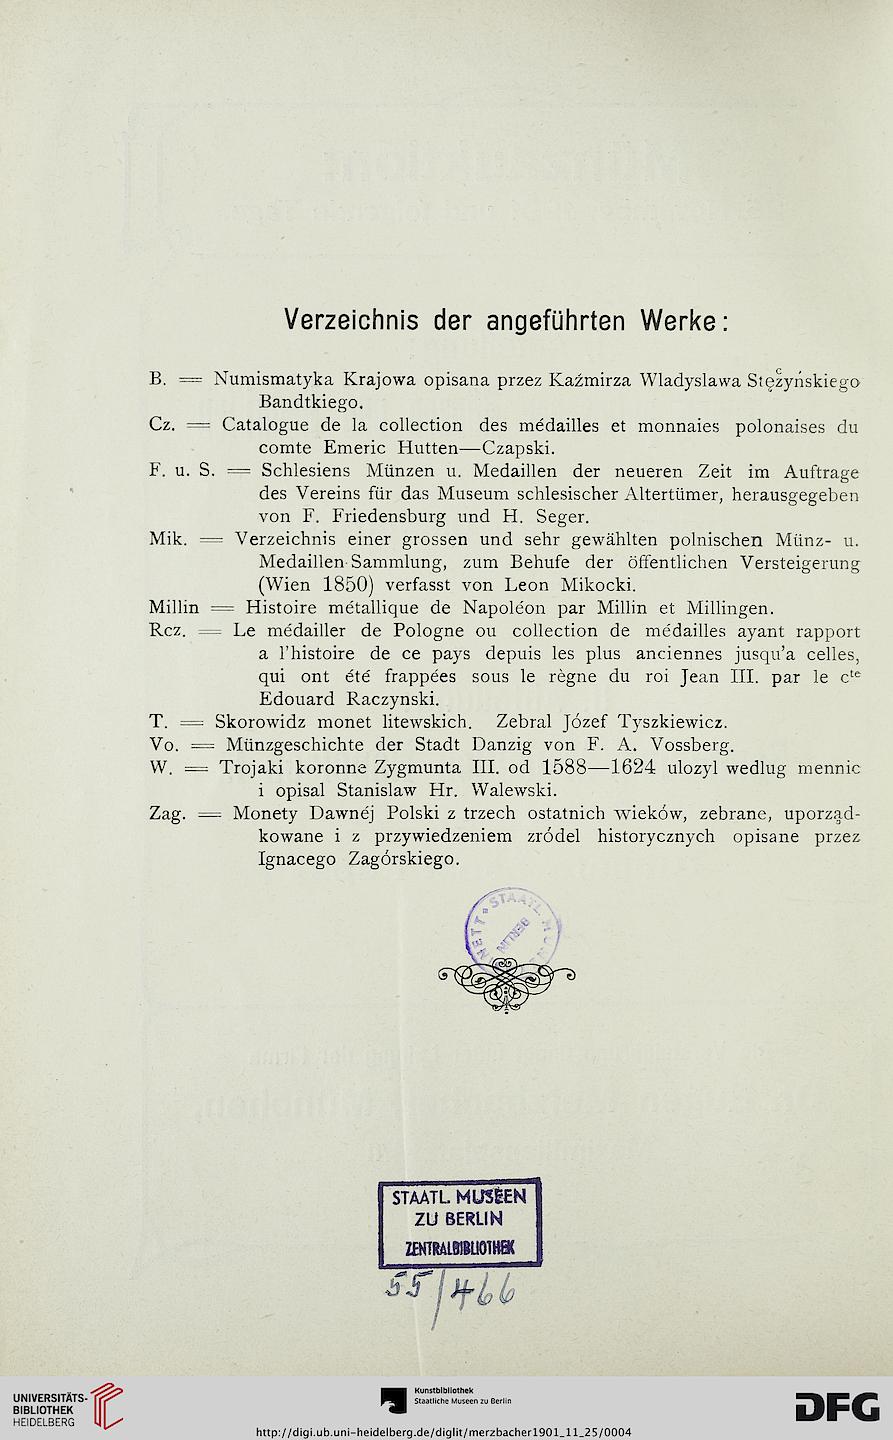 Verzeichnis der angeführten Werke:
B. = Numismatyka Krajowa opisana przez Kaźmirza Wladyslawa Stężyńskiego
Bandtkiego.
Cz. = Catalogue de la collection des médailles et monnaies polonaises du
comte Emeric Hutten—Czapski.
F. u. S. = Schlesiens Münzen u. Medaillen der neueren Zeit im Auftrage
des Vereins für das Museum schlesischer Altertümer, herausgegeben
von F. Friedensburg und H. Seger.
Mik. = Verzeichnis einer grossen und sehr gewählten polnischen Münz- u.
Medaillen-Sammlung, zum Behufe der öffentlichen Versteigerung
(Wien 1850) verfasst von Leon Mikocki.
Millin = Histoire métallique de Napoléon par Millin et Millingen.
Rcz. = Le médailler de Pologne ou collection de médailles ayant rapport
a l'histoire de ce pays depuis les plus anciennes jusqu'a celles,
qui ont été frappées sous le règne du roi Jean III. par le cte
Edouard Raczynski.
T. = Skorowidz monet litewskich. Zebral Józef Tyszkiewicz.
Vo. = Münzgeschichte der Stadt Danzig von F. A. Vossberg.
W. = Trojaki koronne Zygmunta III. od 1588—1624 ulozyl wedlug mennic
i opisal Stanislaw Hr. Walewski.
Zag. = Monety Dawnéj Polski z trzech ostatnich wieków, zebrane, uporząd-
kowane i z przywiedzeniem zródel historycznych opisane przez
Ignacego Zagórskiego.
STAATL.
BERLIN
STAATL. MUSEEN
ZU BERLIN
ZENTRALBIBLIOTHEK
55/466
UNIVERSITÄTS-
BIBLIOTHEK
HEIDELBERG
Kunstbibliothek
Staatliche Museen zu Berlin
DFG
http://digi.ub.uni-heidelberg.de/diglit/merzbacher1901_11_25/0004